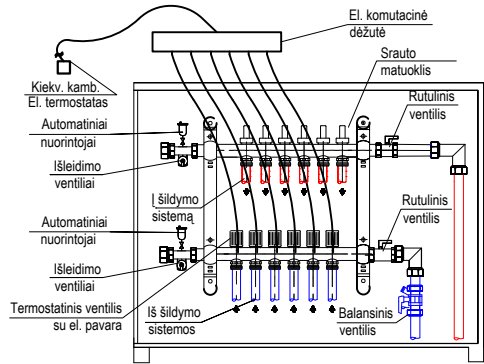 El. komutacinė
dėžutė
Kiekv. kamb.
El. termostatas
Srauto
matuoklis
Automatiniai
nuorintojai
Rutulinis
ventilis
Išleidimo
ventiliai
Į šildymo
sistemą
Automatiniai
nuorintojai
Rutulinis
ventilis
Išleidimo
ventiliai
Termostatinis ventilis
su el. pavara
Iš šildymo
sistemos
Balansinis
ventilis